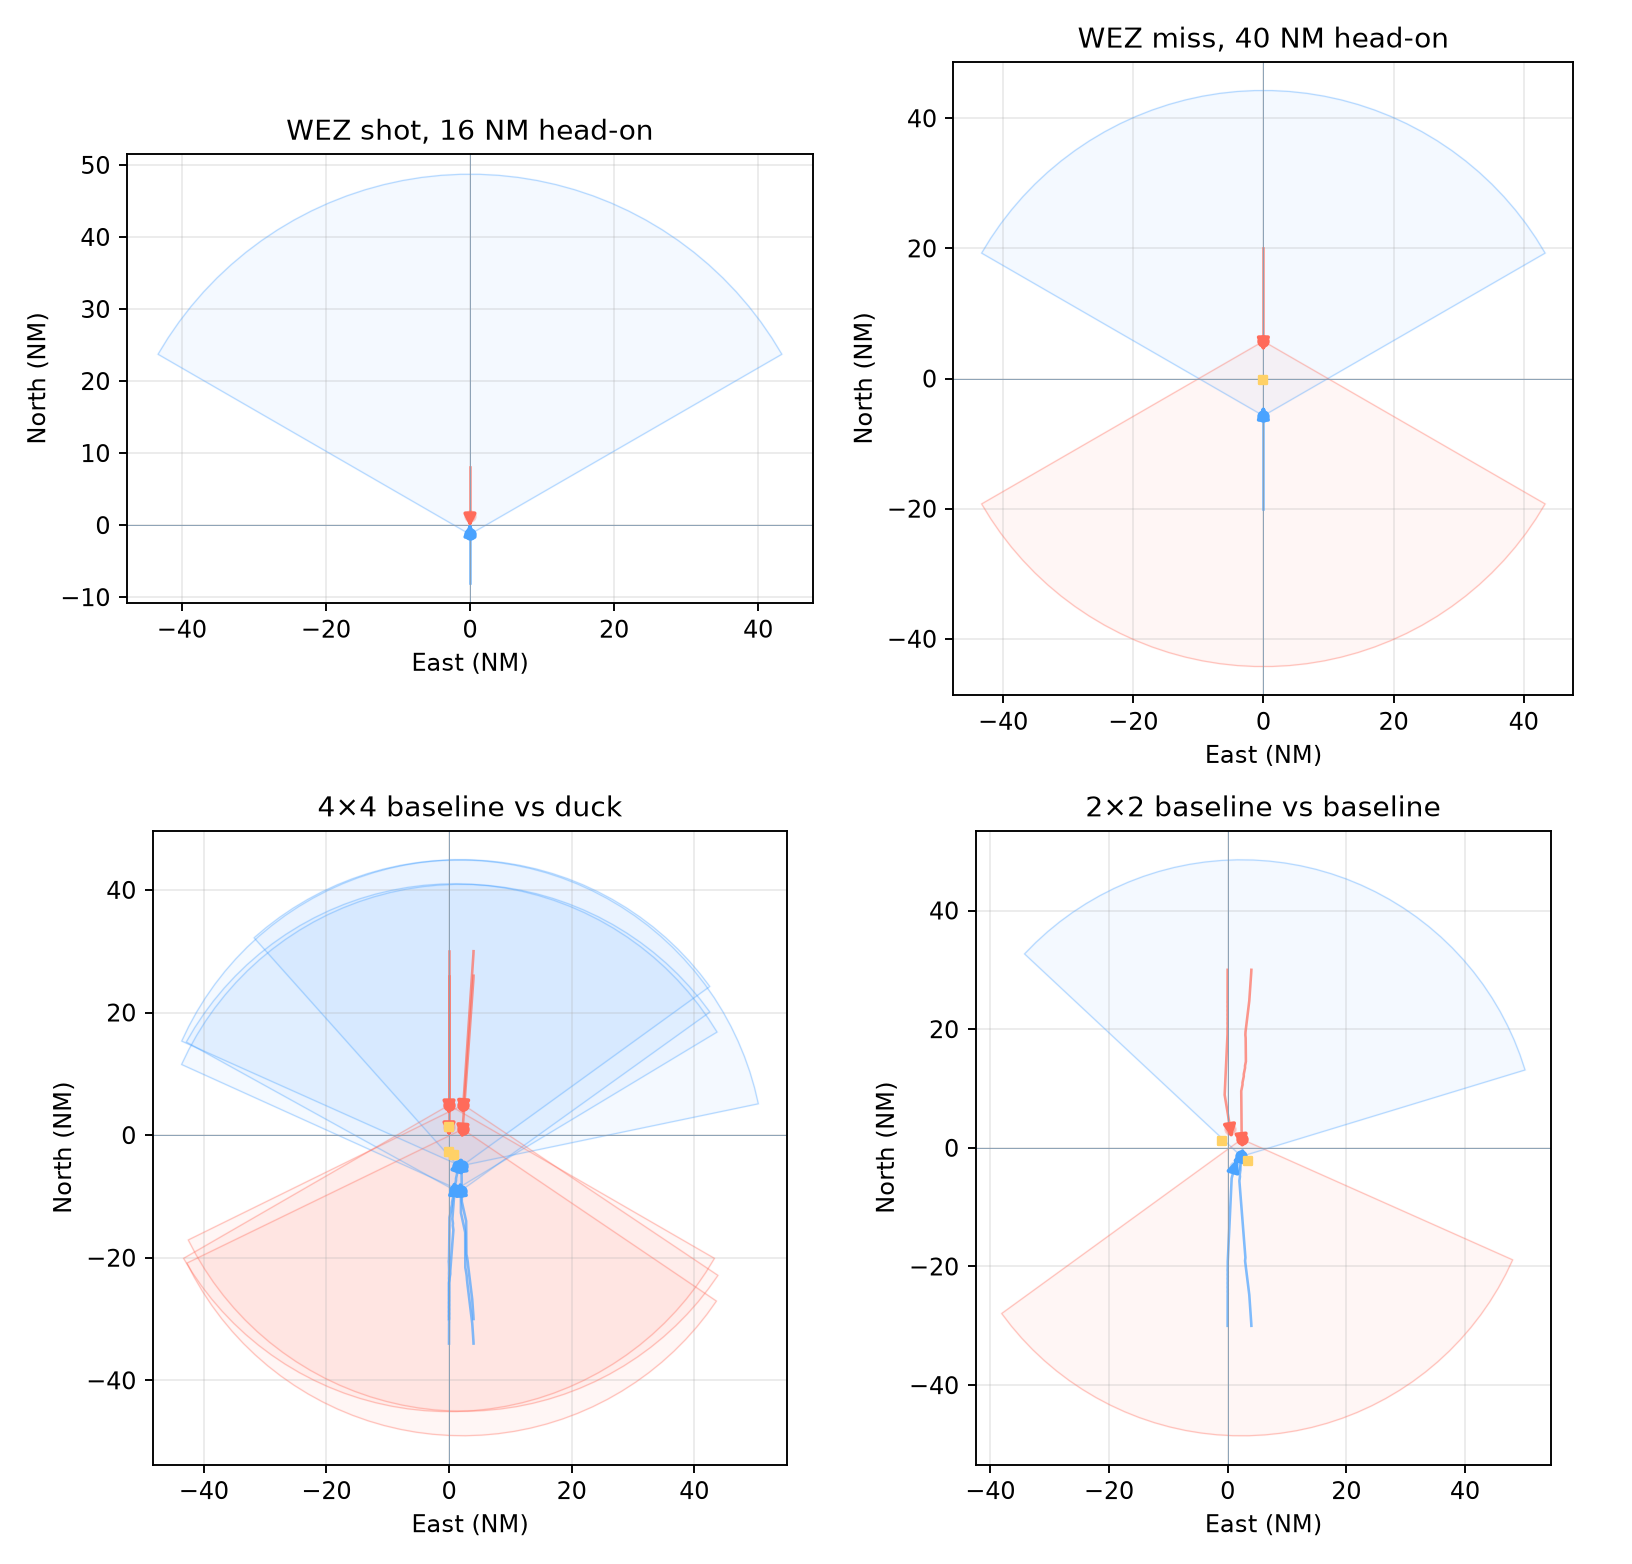 WEZ shot, 16 NM head-on
50
40
30
20
10
0
−10
North (NM)
−40 −20 0 20 40
East (NM)
WEZ miss, 40 NM head-on
40
20
0
−20
−40
North (NM)
−40 −20 0 20 40
East (NM)
4×4 baseline vs duck
40
20
0
−20
−40
North (NM)
−40 −20 0 20 40
East (NM)
2×2 baseline vs baseline
40
20
0
−20
−40
North (NM)
−40 −20 0 20 40
East (NM)